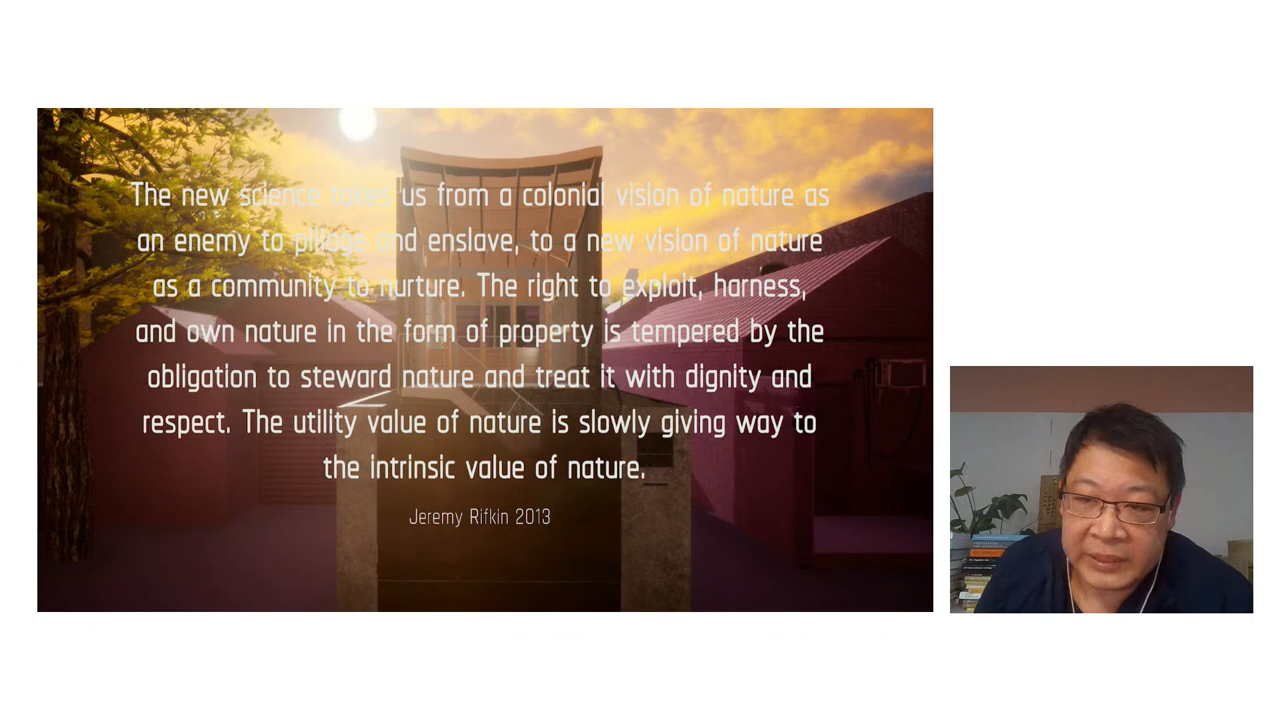 The new science takes us from a colonial vision of nature as
an enemy to pillage and enslave, to a new vision of nature
as a community to nurture. The right to exploit, harness,
and own nature in the form of property is tempered by the
obligation to steward nature and treat it with dignity and
respect. The utility value of nature is slowly giving way to
the intrinsic value of nature.
Jeremy Rifkin 2013